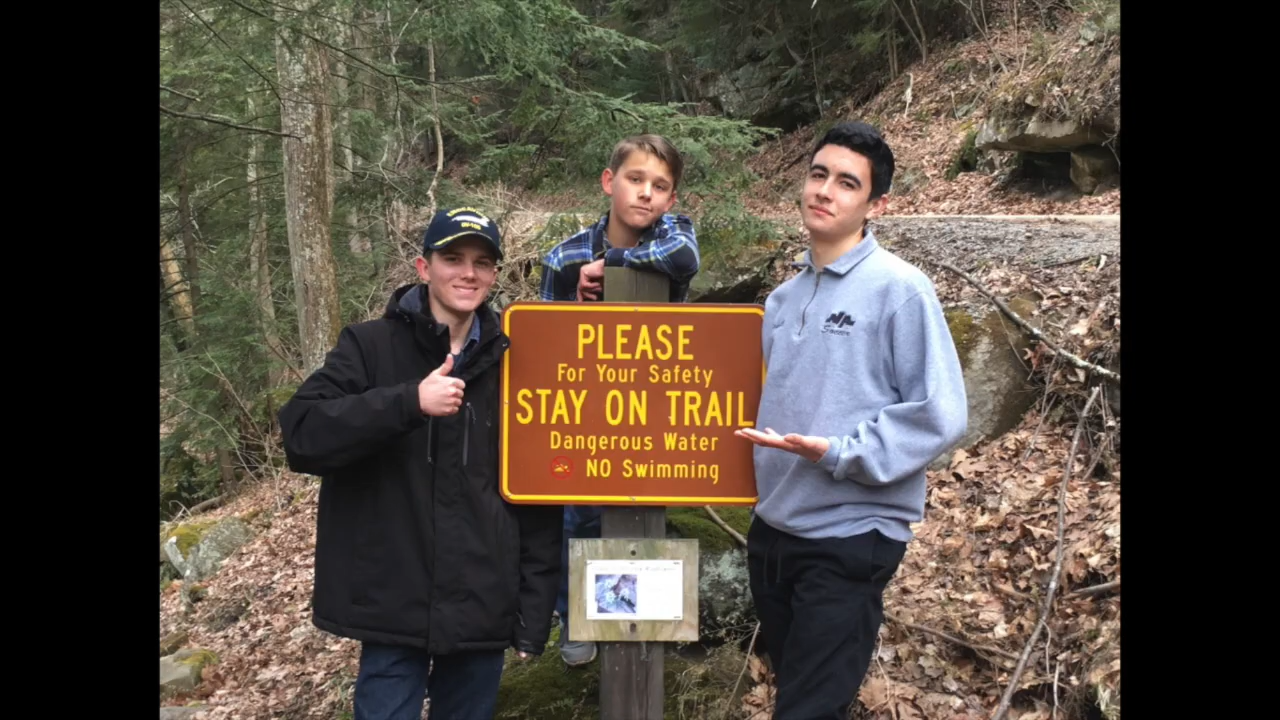 PLEASE
For Your Safety
STAY ON TRAIL
Dangerous Water
NO Swimming